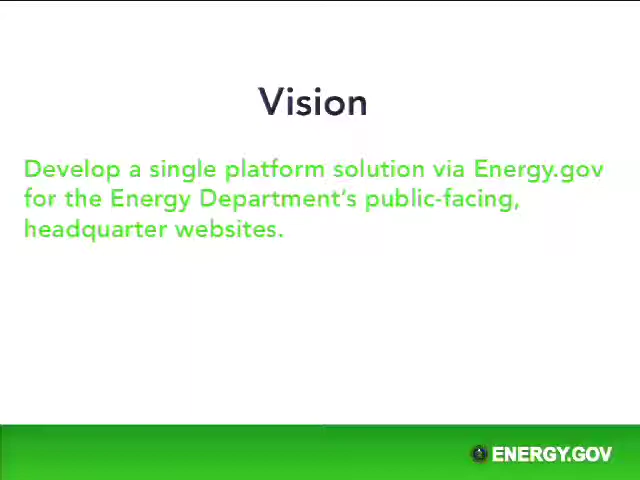 Vision
Develop a single platform solution via Energy.gov
for the Energy Department's public-facing,
headquarter websites.
ENERGY.GOV